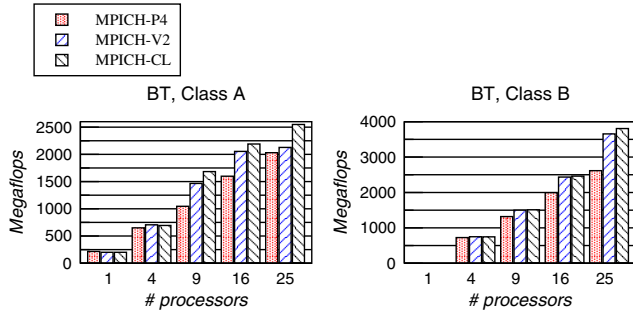 MPICH-P4
MPICH-V2
MPICH-CL
BT, Class A
Megaflops
2500
2000
1500
1000
500
0
1 4 9 16 25
# processors
BT, Class B
Megaflops
4000
3000
2000
1000
0
1 4 9 16 25
# processors